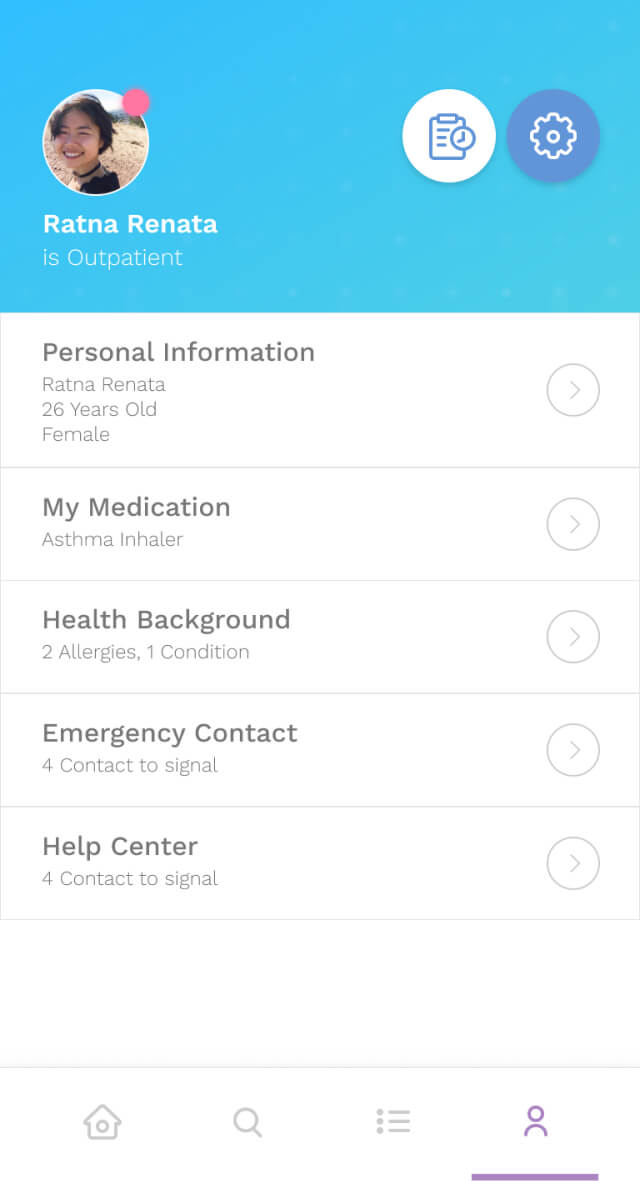 Ratna Renata
is Outpatient
Personal Information
Ratna Renata
26 Years Old
Female
My Medication
Asthma Inhaler
Health Background
2 Allergies, 1 Condition
Emergency Contact
4 Contact to signal
Help Center
4 Contact to signal